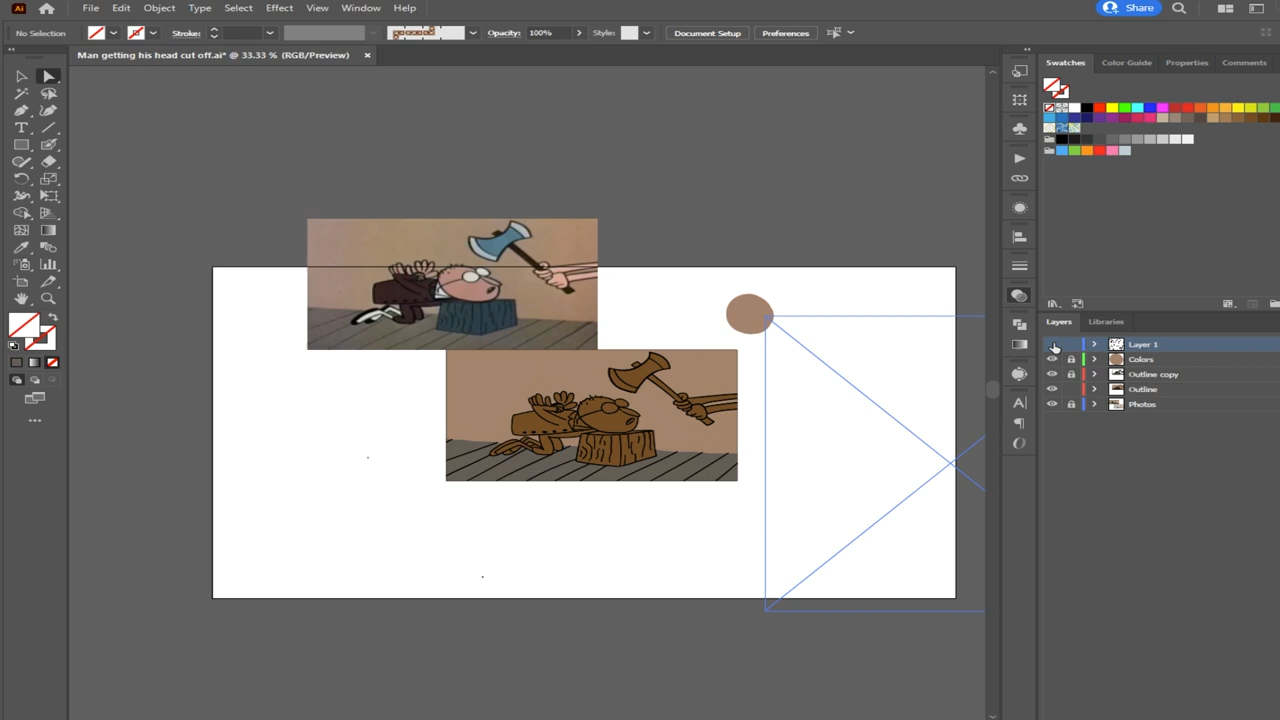 Ai File Edit Object Type Select Effect View Window Help Share
No Selection Stroke: Opacity: 100% Style: Document Setup Preferences
Man getting his head cut off.ai* @ 33.33 % (RGB/Preview)
Swatches Color Guide Properties Comments
Layers Libraries
Layer 1
Colors
Outline copy
Outline
Photos